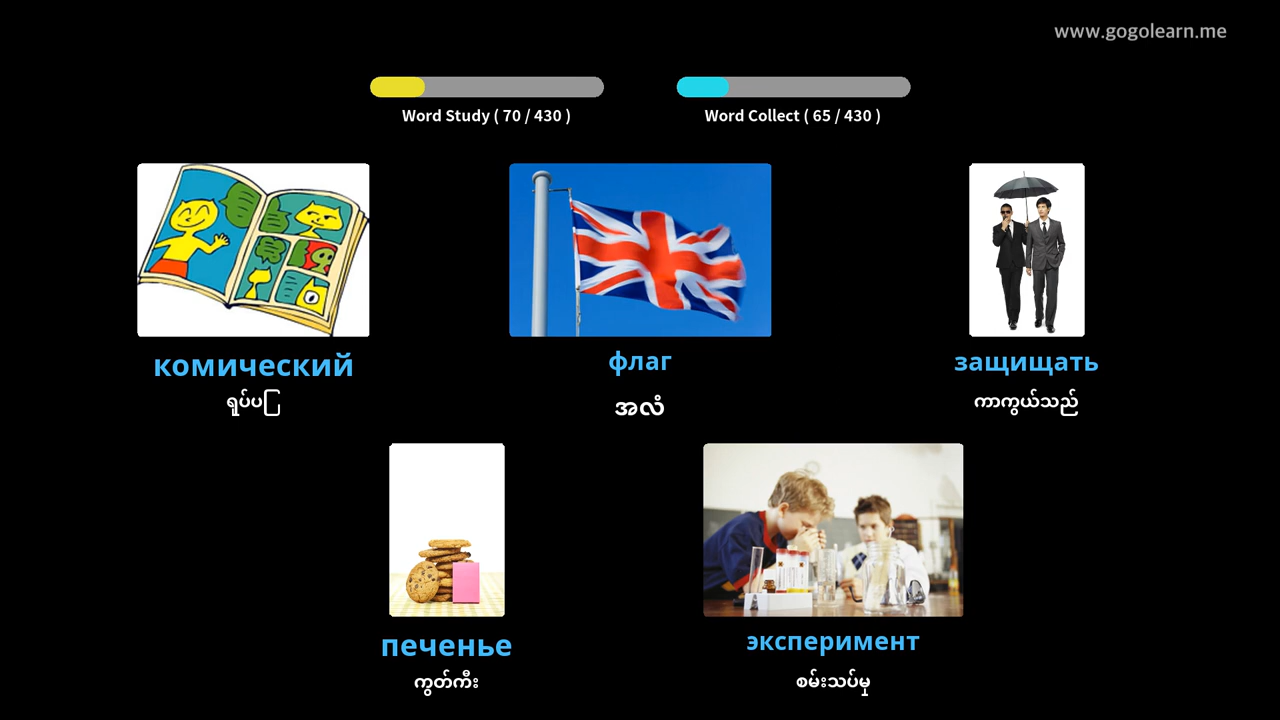 www.gogolearn.me
Word Study ( 70 / 430 )
Word Collect ( 65 / 430 )
комический
ရုပ်ပြ
флаг
အလံ
защищать
ကာကွယ်သည်
печенье
ကွတ်ကီး
эксперимент
စမ်းသပ်မှု